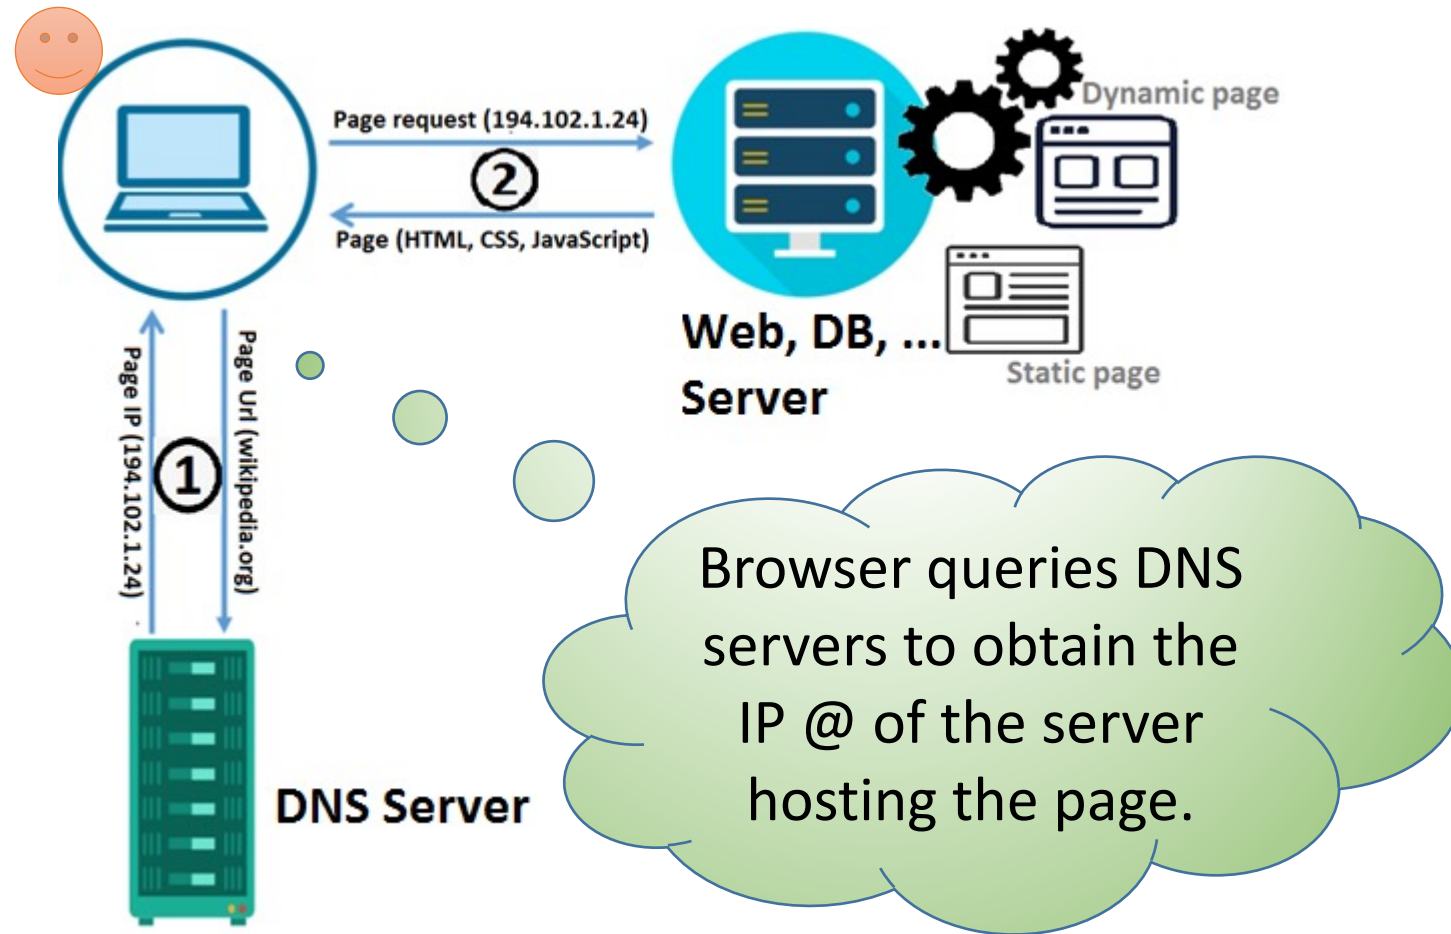 Page request (194.102.1.24)
2
Page (HTML, CSS, JavaScript)
Dynamic page
Static page
Web, DB, ...
Server
Page IP (194.102.1.24)
1
Page Url (wikipedia.org)
DNS Server
Browser queries DNS
servers to obtain the
IP @ of the server
hosting the page.